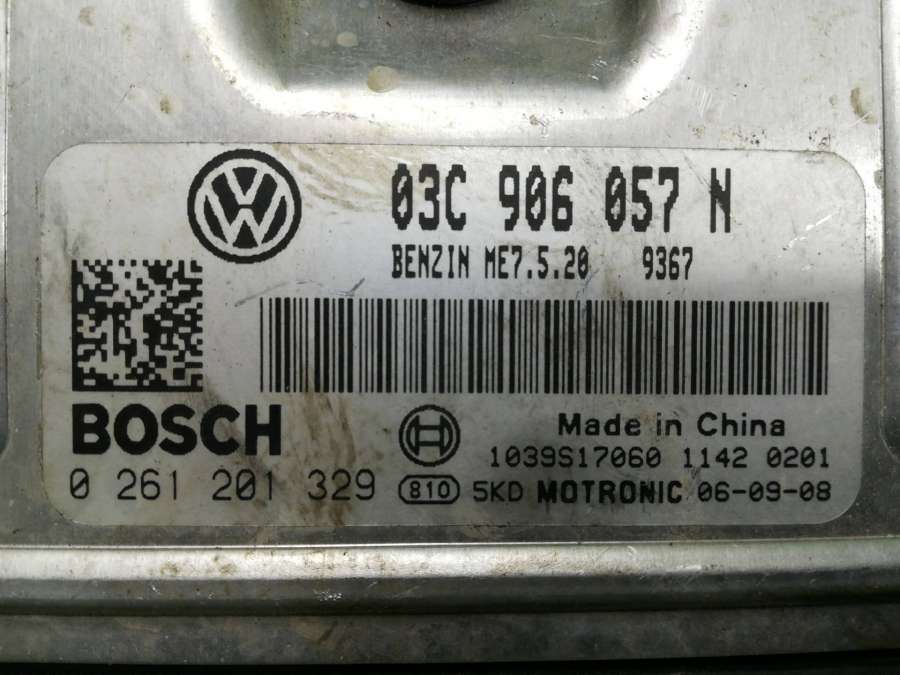 03C 906 057 N
BENZIN ME7.5.20 9367
BOSCH
Made in China
1039S17060 1142 0201
0 261 201 329 810 5KD MOTRONIC 06-09-08